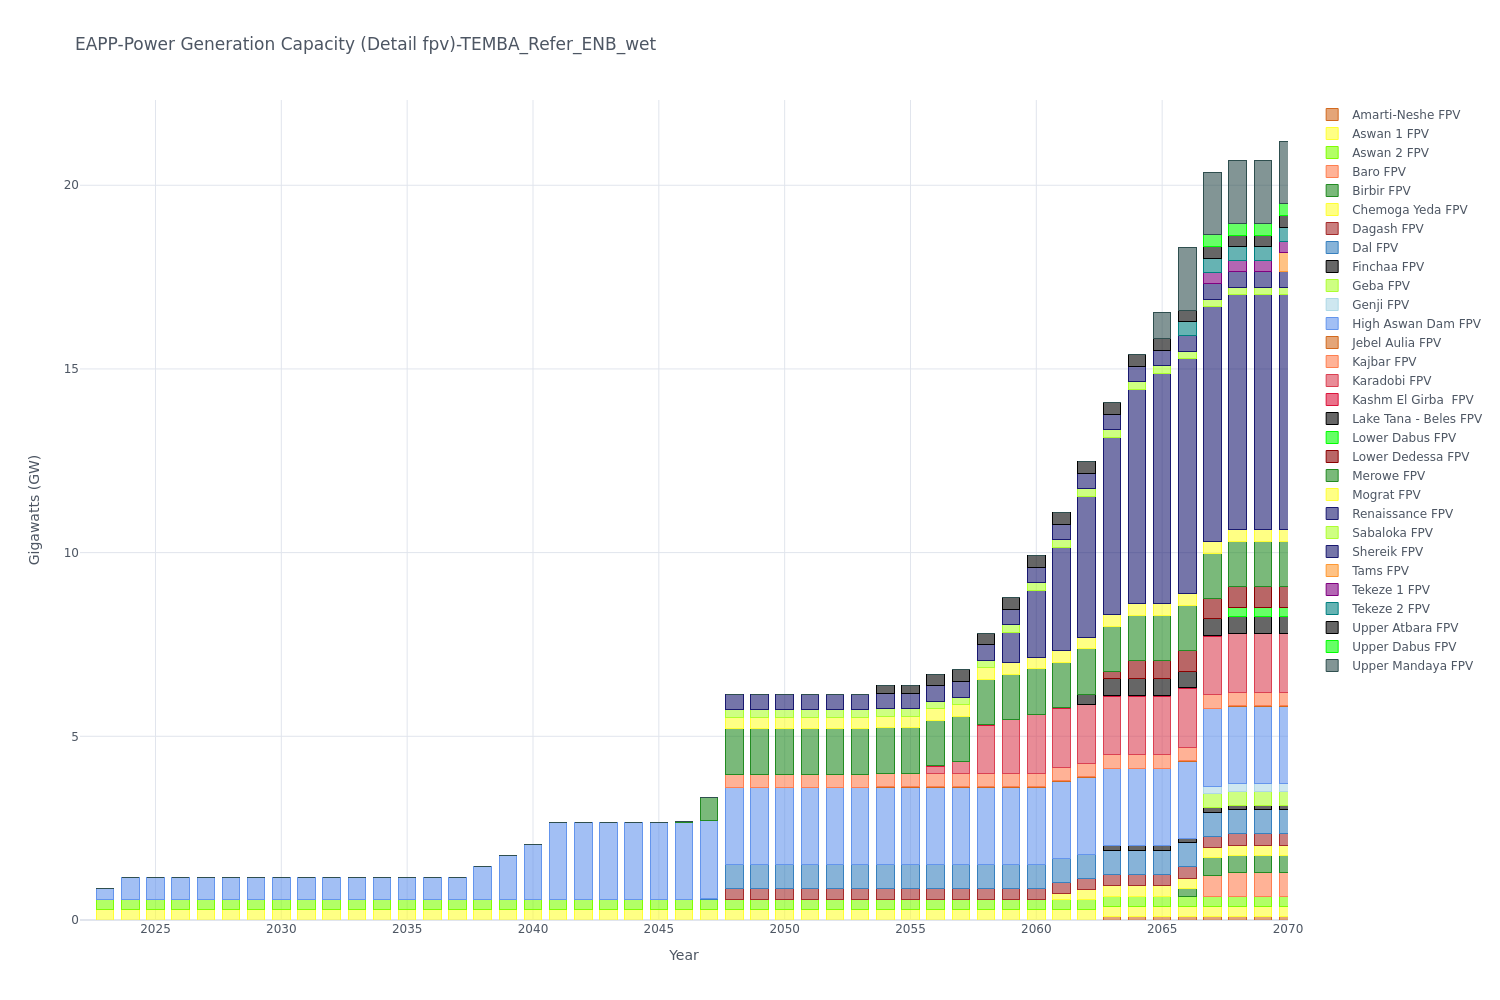 EAPP-Power Generation Capacity (Detail fpv)-TEMBA_Refer_ENB_wet
Gigawatts (GW)
20
15
10
5
0
2025
2030
2035
2040
2045
2050
2055
2060
2065
2070
Year
Amarti-Neshe FPV
Aswan 1 FPV
Aswan 2 FPV
Baro FPV
Birbir FPV
Chemoga Yeda FPV
Dagash FPV
Dal FPV
Finchaa FPV
Geba FPV
Genji FPV
High Aswan Dam FPV
Jebel Aulia FPV
Kajbar FPV
Karadobi FPV
Kashm El Girba  FPV
Lake Tana - Beles FPV
Lower Dabus FPV
Lower Dedessa FPV
Merowe FPV
Mograt FPV
Renaissance FPV
Sabaloka FPV
Shereik FPV
Tams FPV
Tekeze 1 FPV
Tekeze 2 FPV
Upper Atbara FPV
Upper Dabus FPV
Upper Mandaya FPV